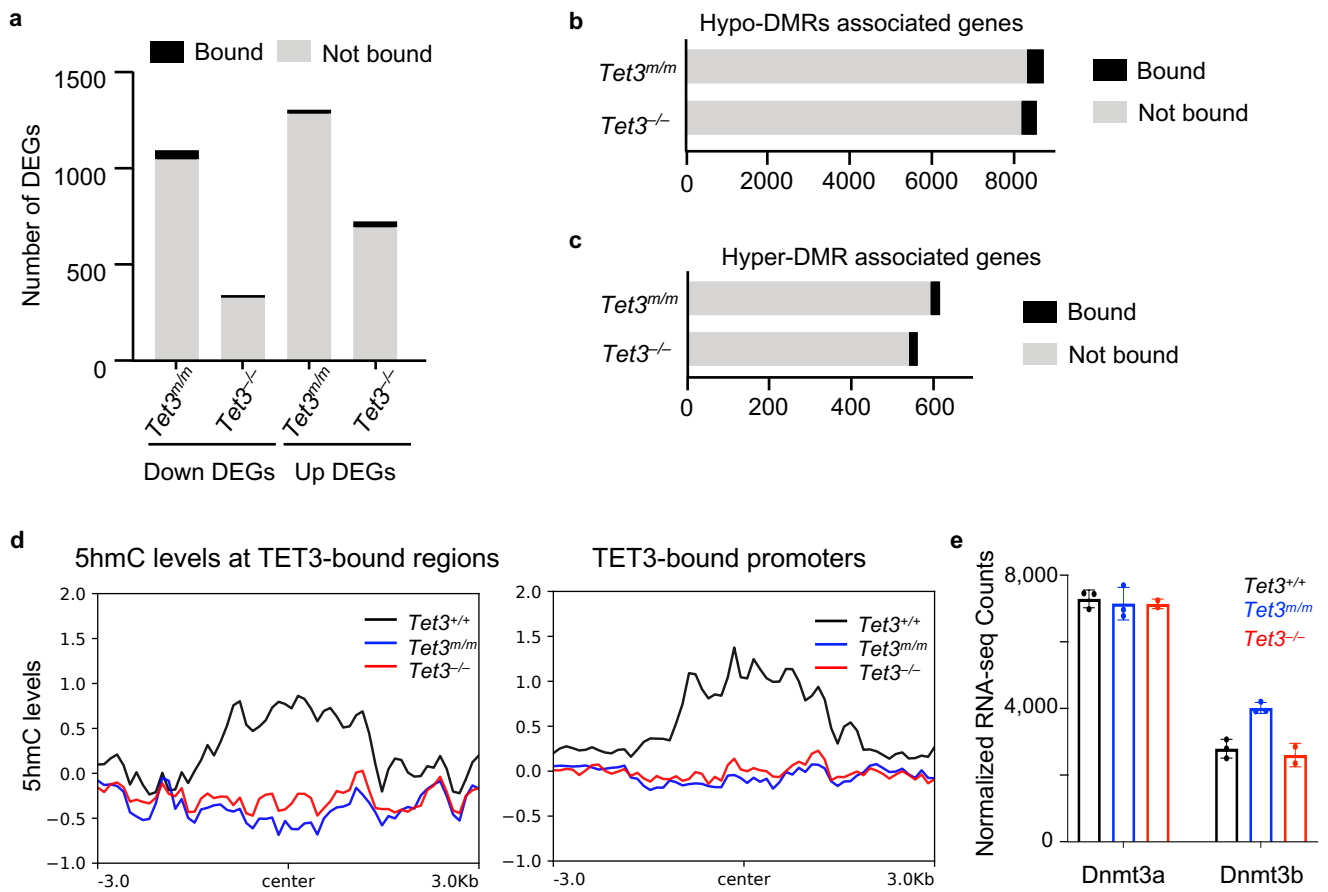 a
Bound Not bound
Number of DEGs
1500
1000
500
0
Tet3m/m Tet3–/– Tet3m/m Tet3–/–
Down DEGs Up DEGs
b
Hypo-DMRs associated genes
Tet3m/m
Tet3–/–
0 2000 4000 6000 8000
Bound
Not bound
c
Hyper-DMR associated genes
Tet3m/m
Tet3–/–
0 200 400 600
Bound
Not bound
d
5hmC levels at TET3-bound regions
5hmC levels
2.0
1.5
1.0
0.5
0.0
−0.5
−1.0
Tet3+/+
Tet3m/m
Tet3–/–
-3.0 center 3.0Kb
TET3-bound promoters
2.0
1.5
1.0
0.5
0.0
−0.5
−1.0
Tet3+/+
Tet3m/m
Tet3–/–
-3.0 center 3.0Kb
e
Normalized RNA-seq Counts
8,000
4,000
0
Tet3+/+
Tet3m/m
Tet3–/–
Dnmt3a Dnmt3b